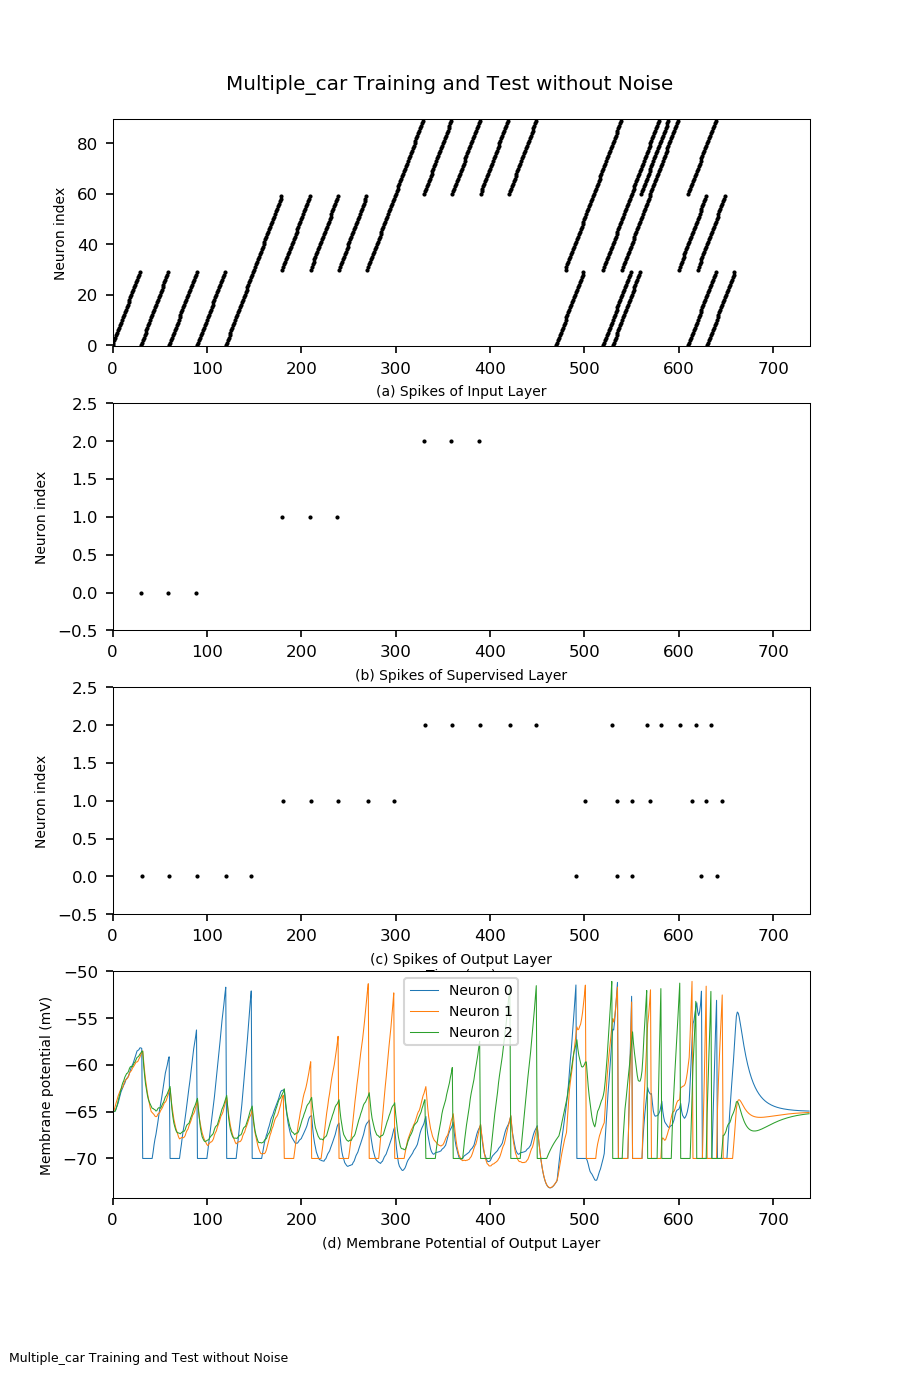 Multiple_car Training and Test without Noise
80
60
40
20
0
Neuron index
0 100 200 300 400 500 600 700
(a) Spikes of Input Layer
2.5
2.0
1.5
1.0
0.5
0.0
−0.5
Neuron index
0 100 200 300 400 500 600 700
(b) Spikes of Supervised Layer
2.5
2.0
1.5
1.0
0.5
0.0
−0.5
Neuron index
0 100 200 300 400 500 600 700
(c) Spikes of Output Layer
−50
−55
−60
−65
−70
Membrane potential (mV)
Neuron 0
Neuron 1
Neuron 2
0 100 200 300 400 500 600 700
(d) Membrane Potential of Output Layer
Multiple_car Training and Test without Noise